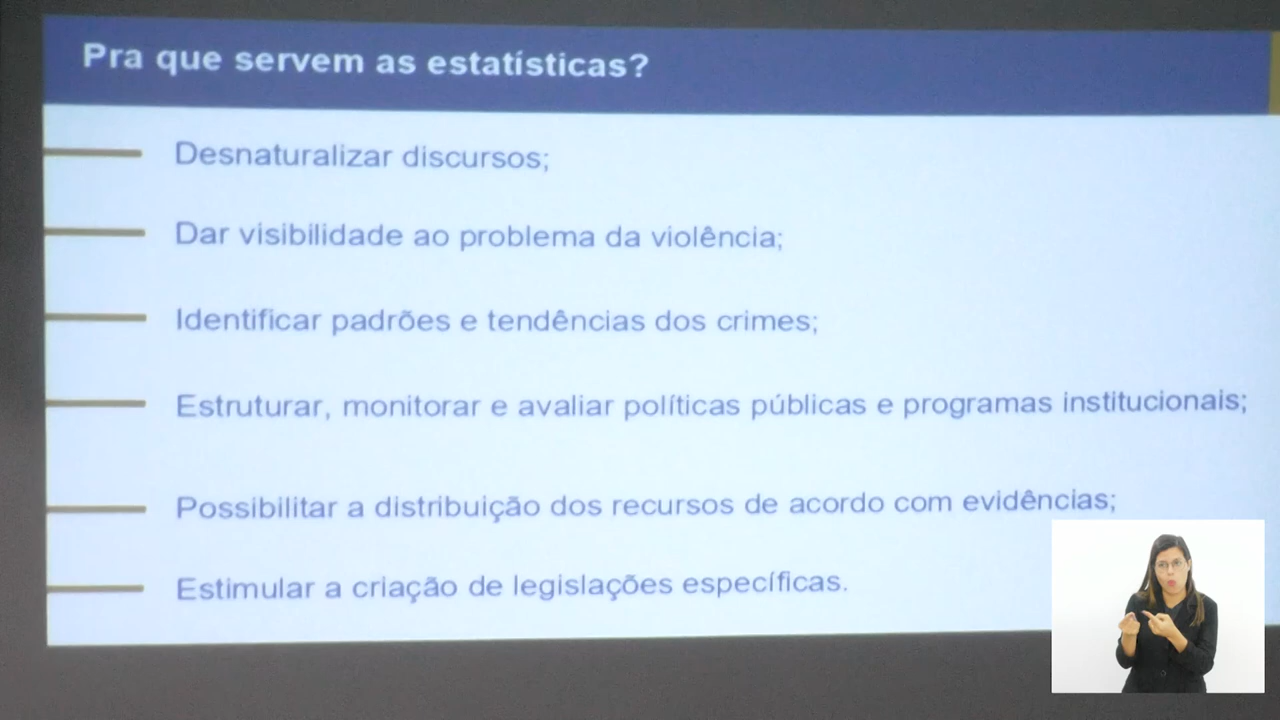 Pra que servem as estatísticas?
Desnaturalizar discursos;
Dar visibilidade ao problema da violência;
Identificar padrões e tendências dos crimes;
Estruturar, monitorar e avaliar políticas públicas e programas institucionais;
Possibilitar a distribuição dos recursos de acordo com evidências;
Estimular a criação de legislações específicas.